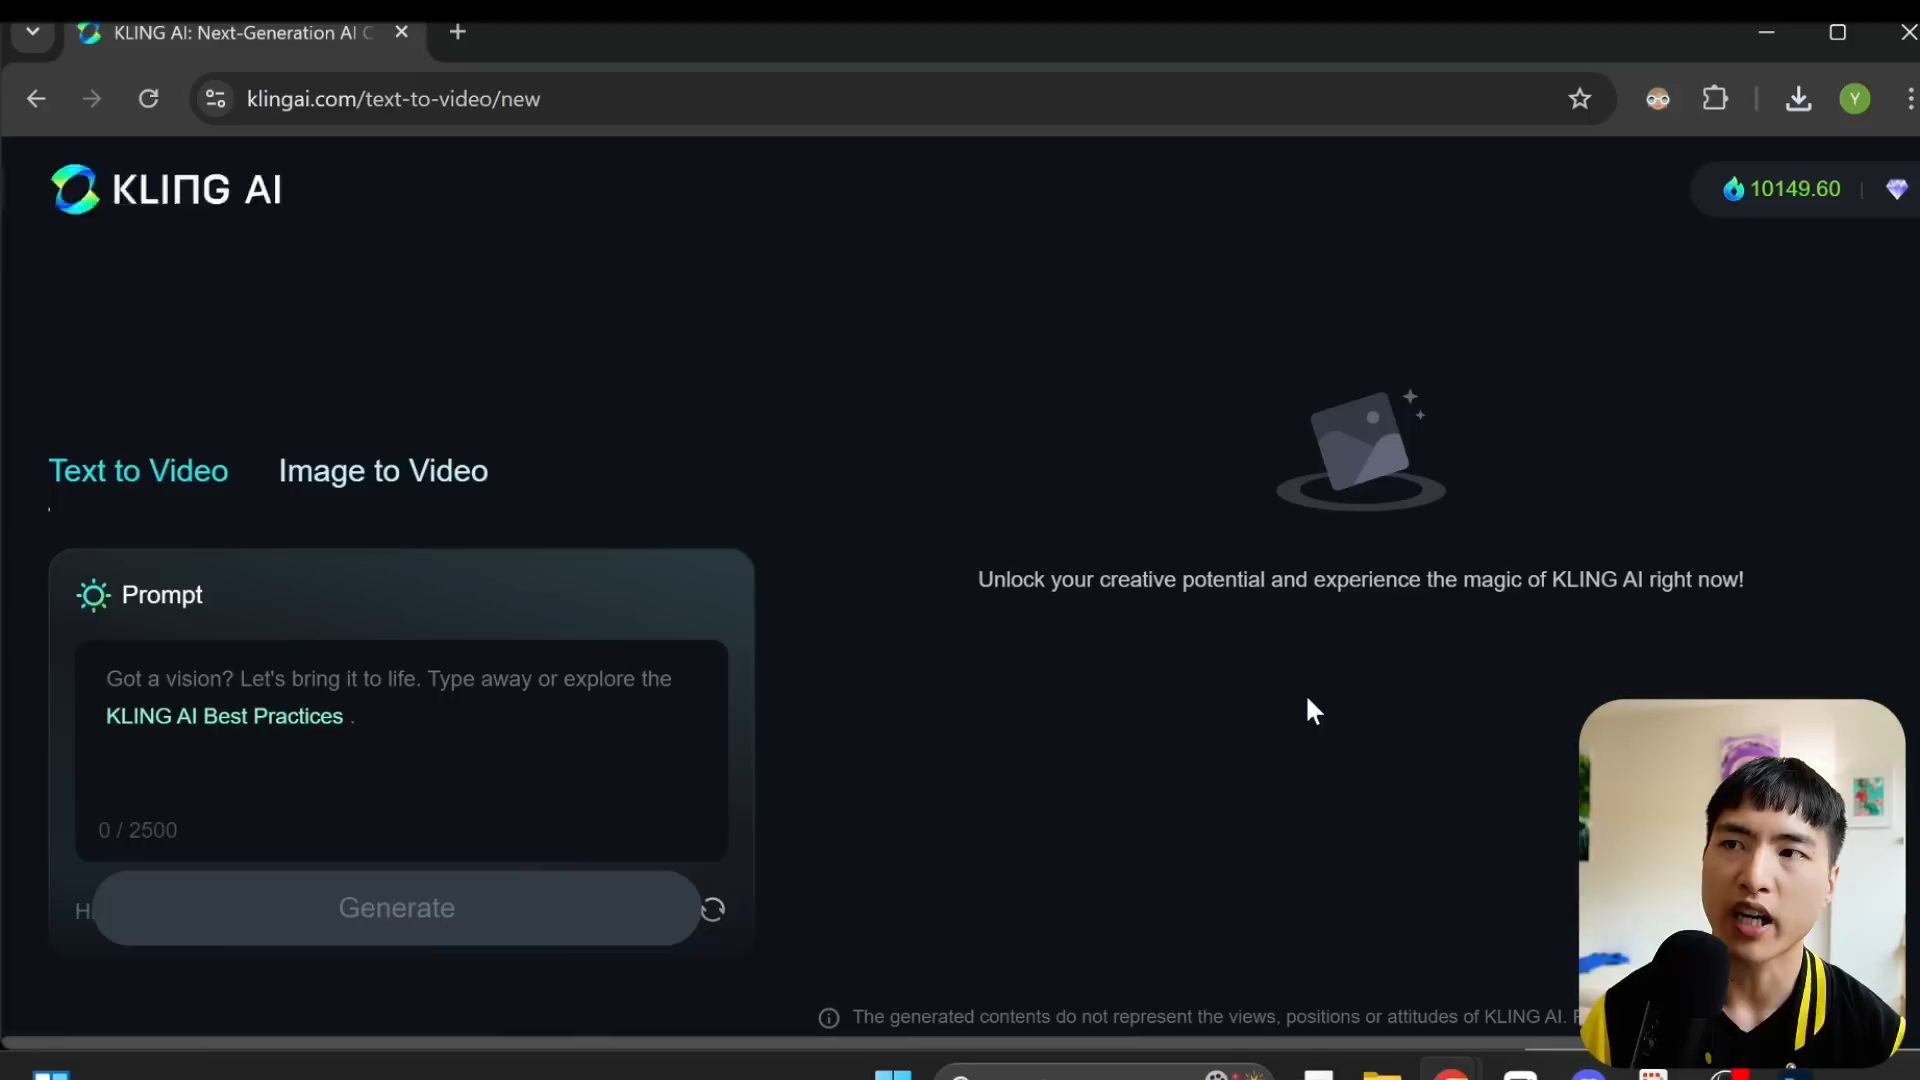 KLING AI: Next-Generation AI C
klingai.com/text-to-video/new
Y
KLING AI
10149.60
Text to Video
Image to Video
Prompt
Got a vision? Let's bring it to life. Type away or explore the
KLING AI Best Practices .
0 / 2500
H
Generate
Unlock your creative potential and experience the magic of KLING AI right now!
The generated contents do not represent the views, positions or attitudes of KLING AI.